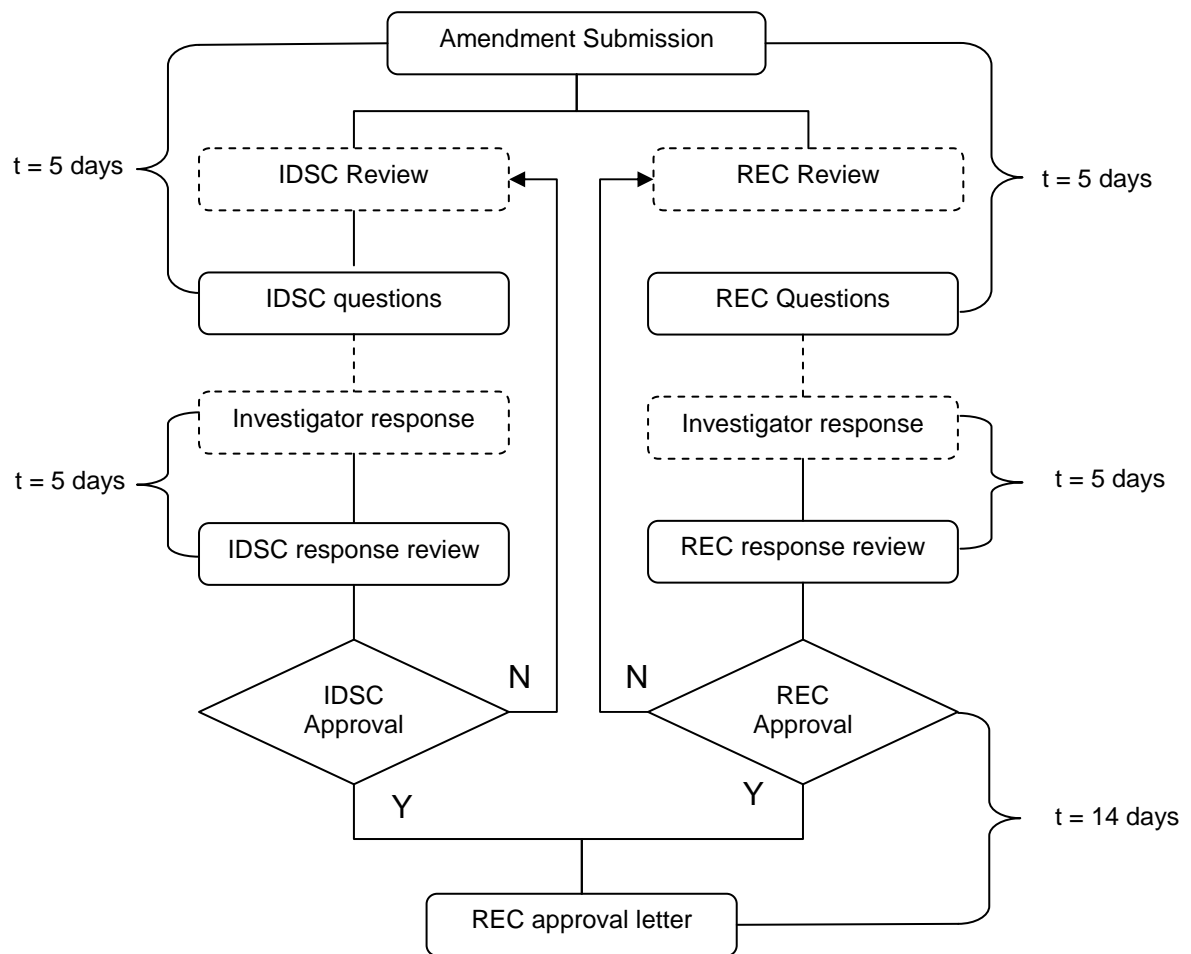 Amendment Submission
t = 5 days
IDSC Review
REC Review
t = 5 days
IDSC questions
REC Questions
Investigator response
Investigator response
t = 5 days
t = 5 days
IDSC response review
REC response review
IDSC
Approval
N
N
REC
Approval
Y
Y
t = 14 days
REC approval letter